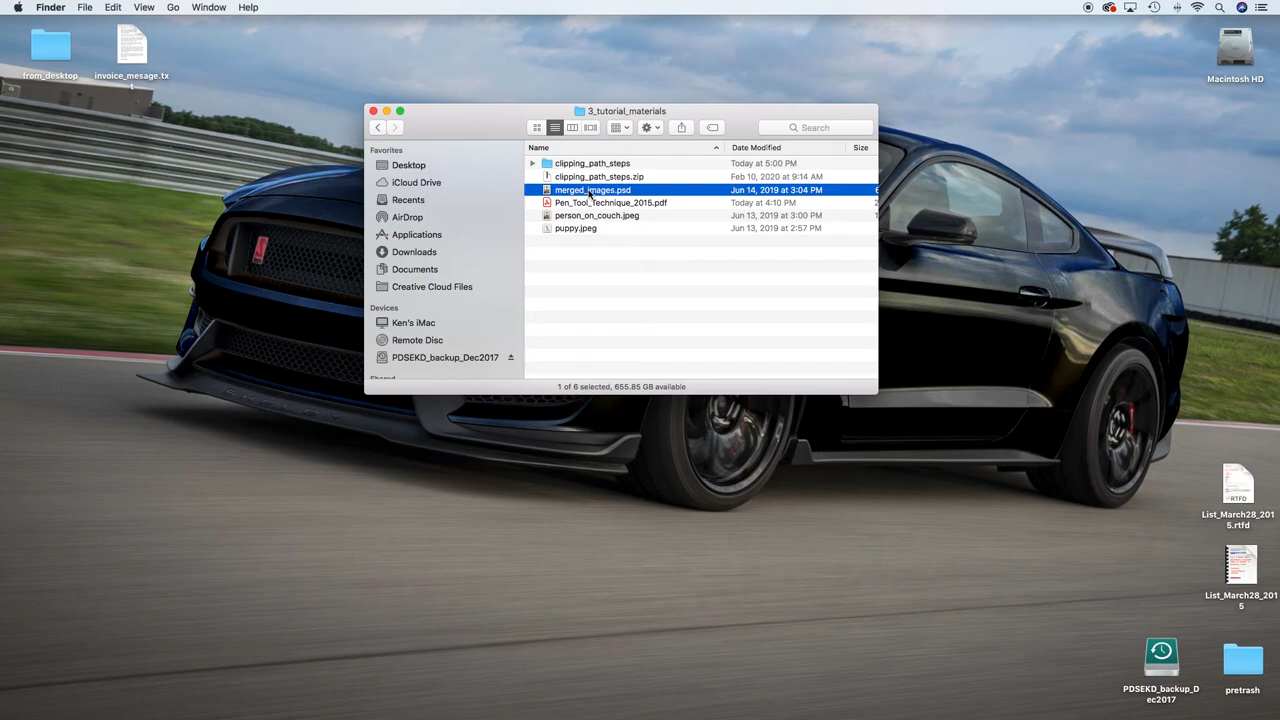 Finder File Edit View Go Window Help
from_desktop
invoice_mesage.tx
t
Macintosh HD
3_tutorial_materials
Search
Favorites
Desktop
iCloud Drive
Recents
AirDrop
Applications
Downloads
Documents
Creative Cloud Files
Devices
Ken's iMac
Remote Disc
PDSEKD_backup_Dec2017
Name Date Modified Size
clipping_path_steps Today at 5:00 PM
clipping_path_steps.zip Feb 10, 2020 at 9:14 AM
merged_images.psd Jun 14, 2019 at 3:04 PM 6
Pen_Tool_Technique_2015.pdf Today at 4:10 PM 2
person_on_couch.jpeg Jun 13, 2019 at 3:00 PM 1
puppy.jpeg Jun 13, 2019 at 2:57 PM
1 of 6 selected, 655.85 GB available
RTFD
List_March28_201
5.rtfd
List_March28_201
5
PDSEKD_backup_D
ec2017
pretrash